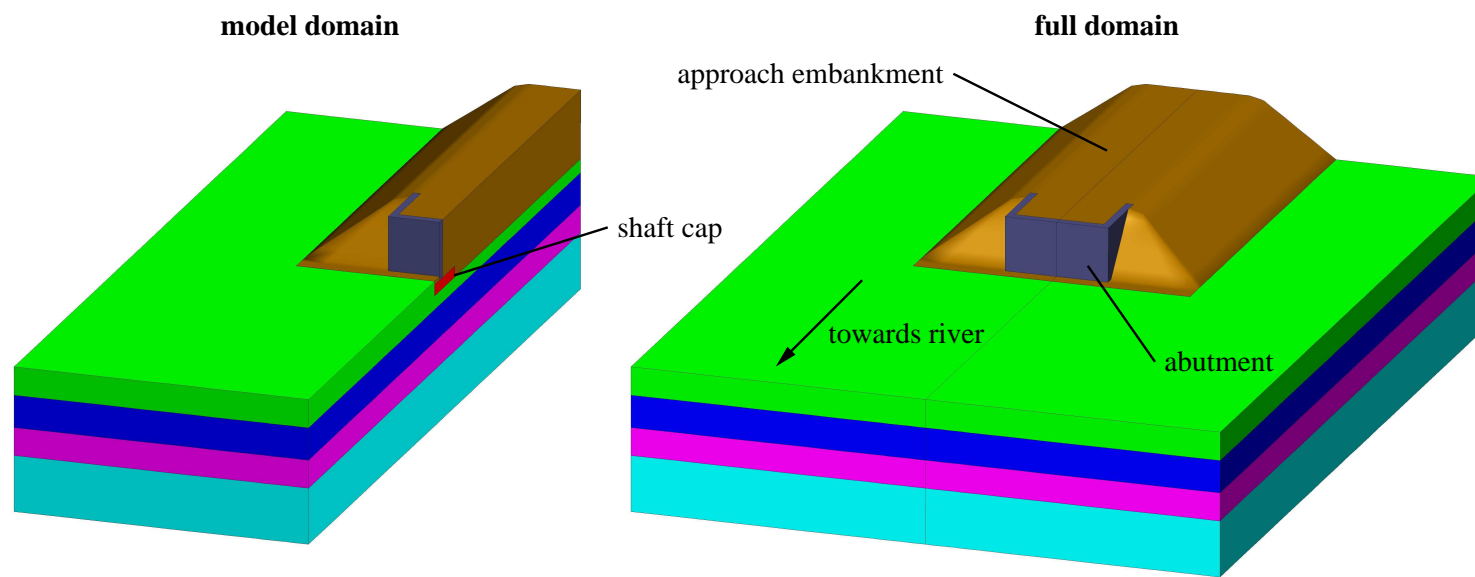 model domain
full domain
approach embankment
shaft cap
towards river
abutment